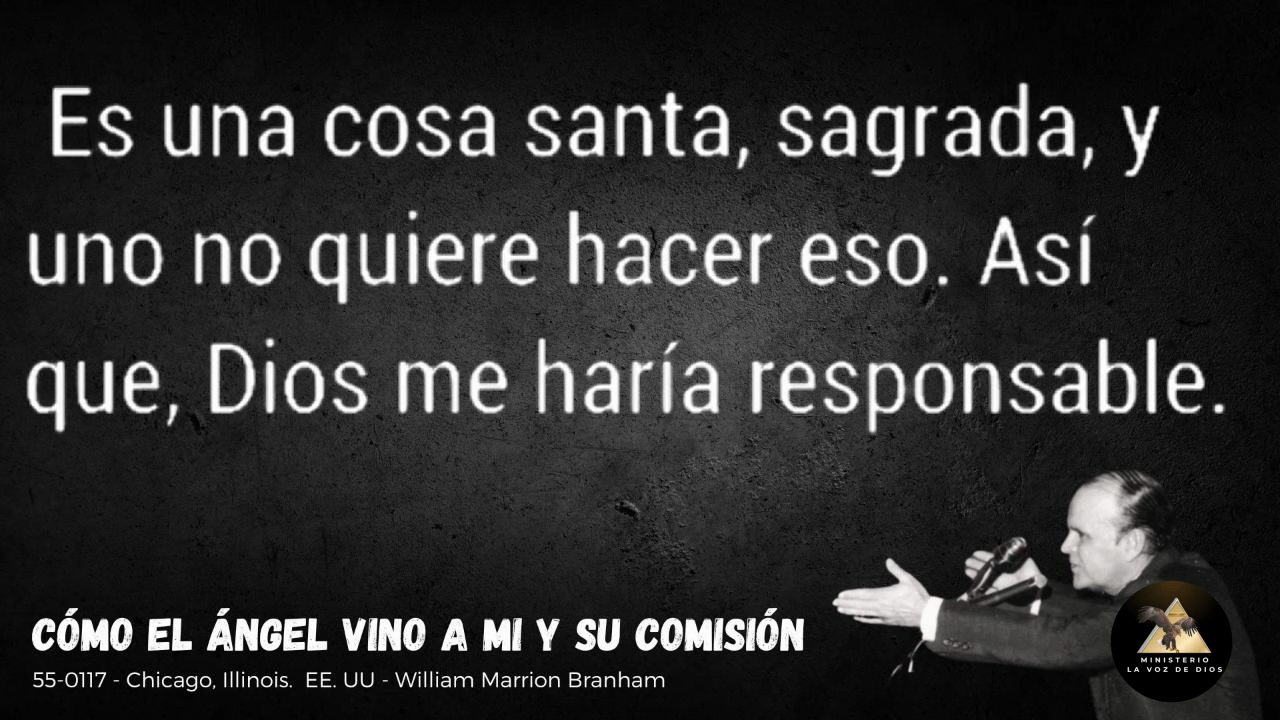 Es una cosa santa, sagrada, y
uno no quiere hacer eso. Así
que, Dios me haría responsable.
CÓMO EL ÁNGEL VINO A MI Y SU COMISIÓN
55-0117 - Chicago, Illinois. EE. UU - William Marrion Branham
MINISTERIO
LA VOZ DE DIOS